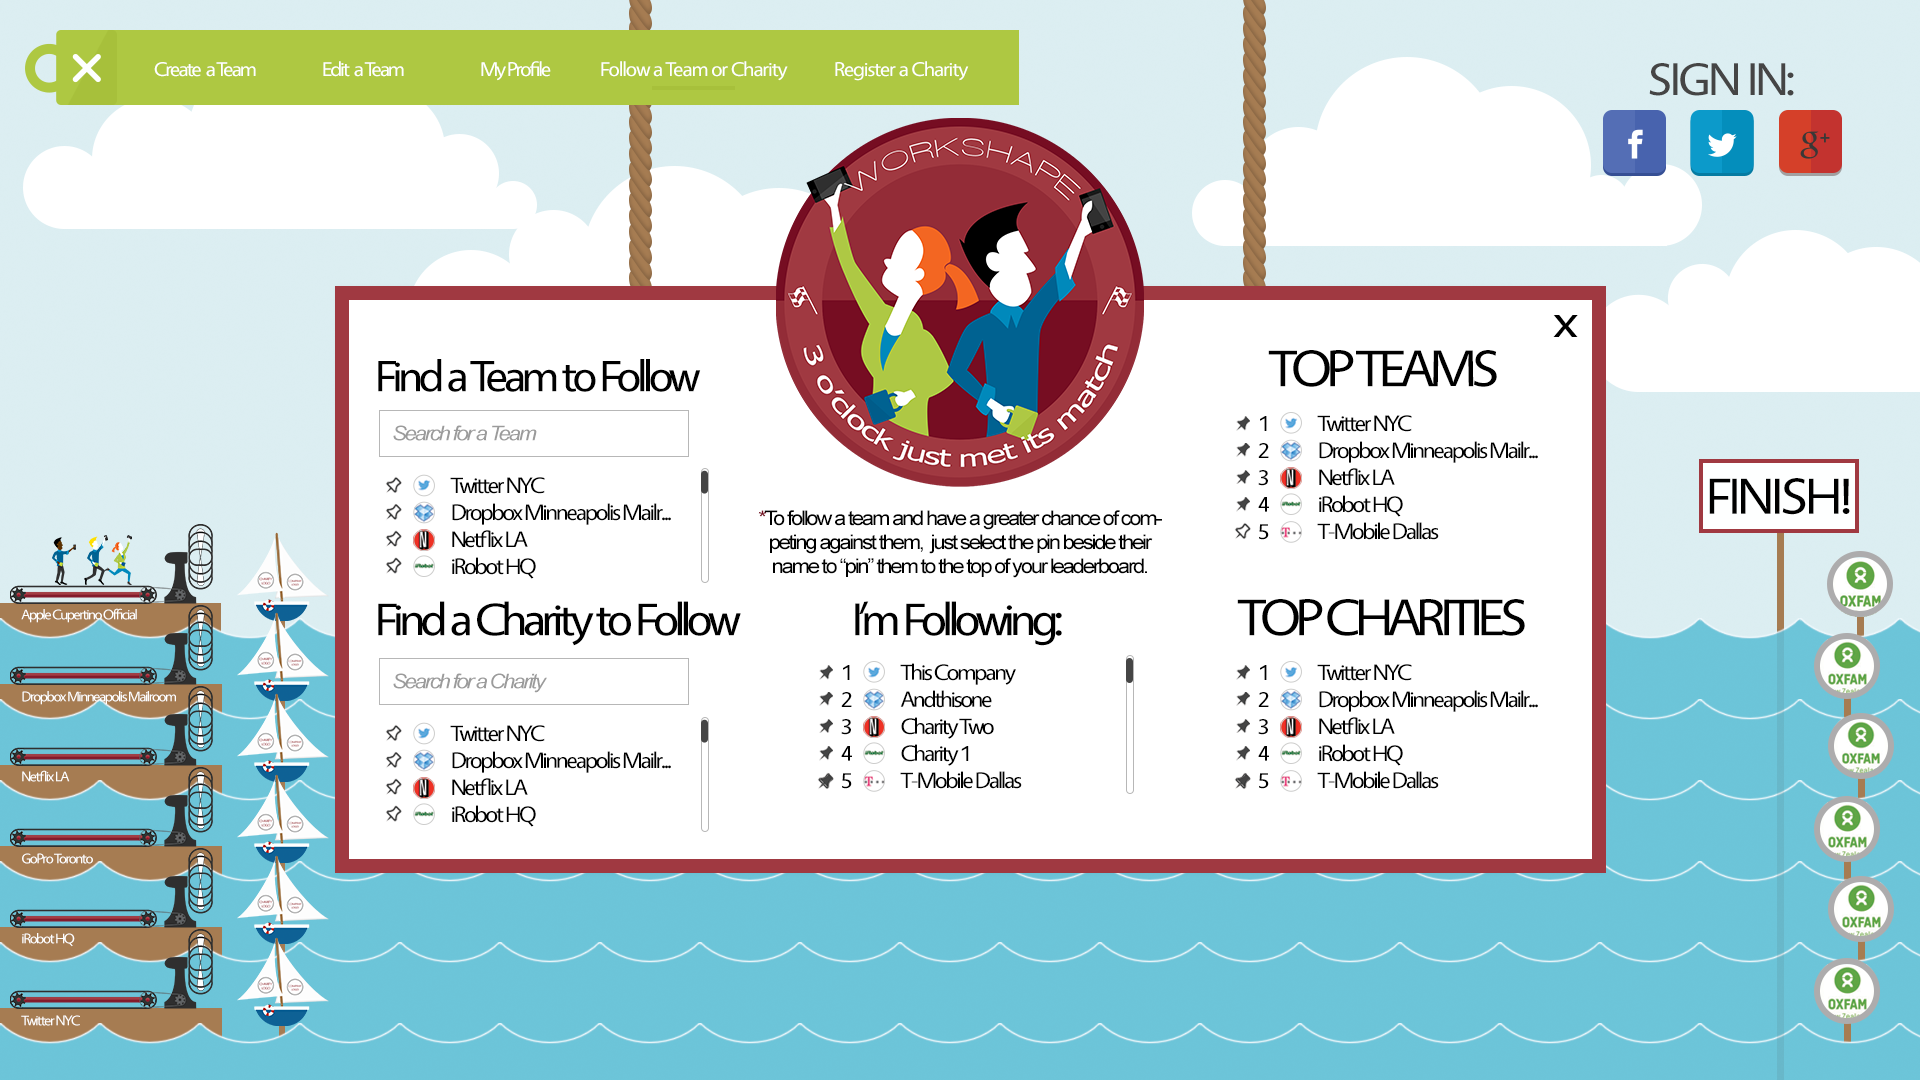 Create a Team
Edit a Team
My Profile
Follow a Team or Charity
Register a Charity
SIGN IN:
f
g+
WORKSHAPE
3 o'clock just met its match
X
Find a Team to Follow
Search for a Team
Twitter NYC
Dropbox Minneapolis Mailr...
Netflix LA
iRobot HQ
Find a Charity to Follow
Search for a Charity
Twitter NYC
Dropbox Minneapolis Mailr...
Netflix LA
iRobot HQ
*To follow a team and have a greater chance of com-
peting against them, just select the pin beside their
name to “pin” them to the top of your leaderboard.
I'm Following:
1 This Company
2 Andthisone
3 Charity Two
4 Charity 1
5 T-Mobile Dallas
TOP TEAMS
1 Twitter NYC
2 Dropbox Minneapolis Mailr...
3 Netflix LA
4 iRobot HQ
5 T-Mobile Dallas
TOP CHARITIES
1 Twitter NYC
2 Dropbox Minneapolis Mailr...
3 Netflix LA
4 iRobot HQ
5 T-Mobile Dallas
FINISH!
OXFAM
OXFAM
OXFAM
OXFAM
OXFAM
OXFAM
Apple Cupertino Official
Dropbox Minneapolis Mailroom
Netflix LA
GoPro Toronto
iRobot HQ
Twitter NYC